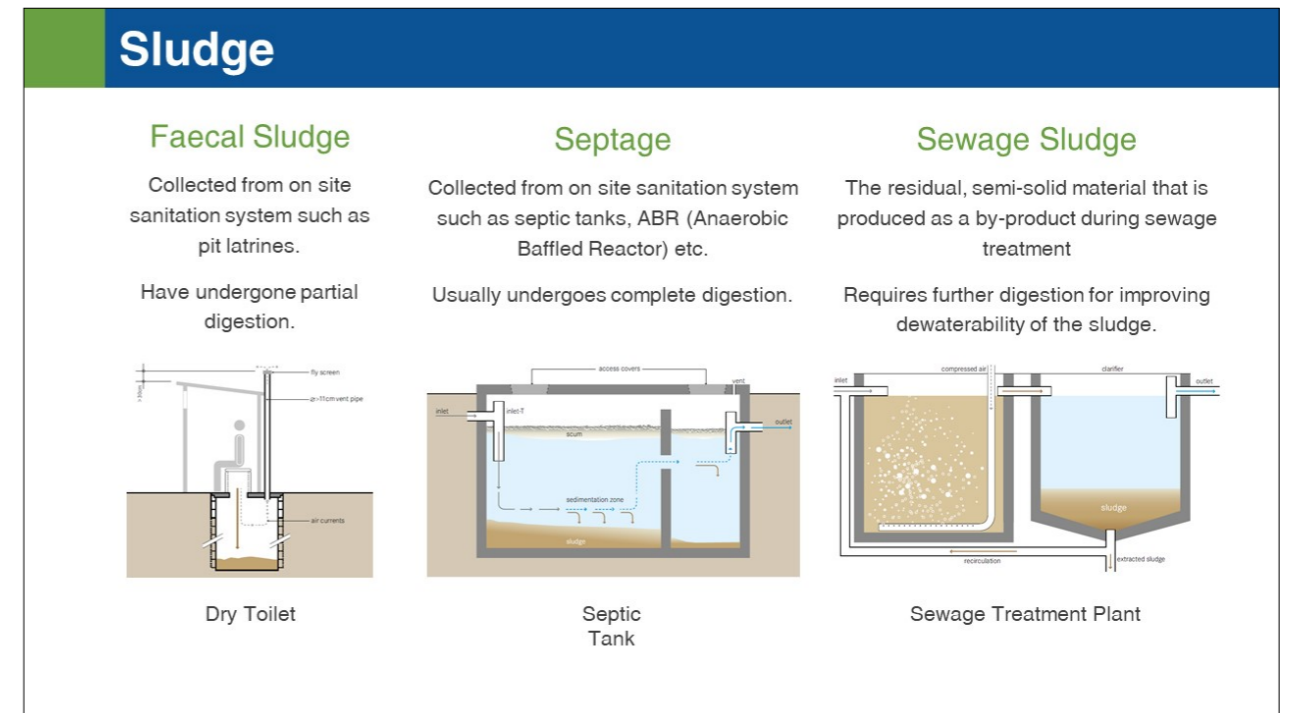 Sludge
Faecal Sludge
Collected from on site
sanitation system such as
pit latrines.
Have undergone partial
digestion.
Septage
Collected from on site sanitation system
such as septic tanks, ABR (Anaerobic
Baffled Reactor) etc.
Usually undergoes complete digestion.
Sewage Sludge
The residual, semi-solid material that is
produced as a by-product during sewage
treatment
Requires further digestion for improving
dewaterability of the sludge.
fly screen
vent pipe
air currents
Dry Toilet
access covers
vent
inlet
inlet-T
outlet
scum
sedimentation zone
sludge
Septic
Tank
inlet
compressed air
clarifier
outlet
sludge
recirculation
extracted sludge
Sewage Treatment Plant